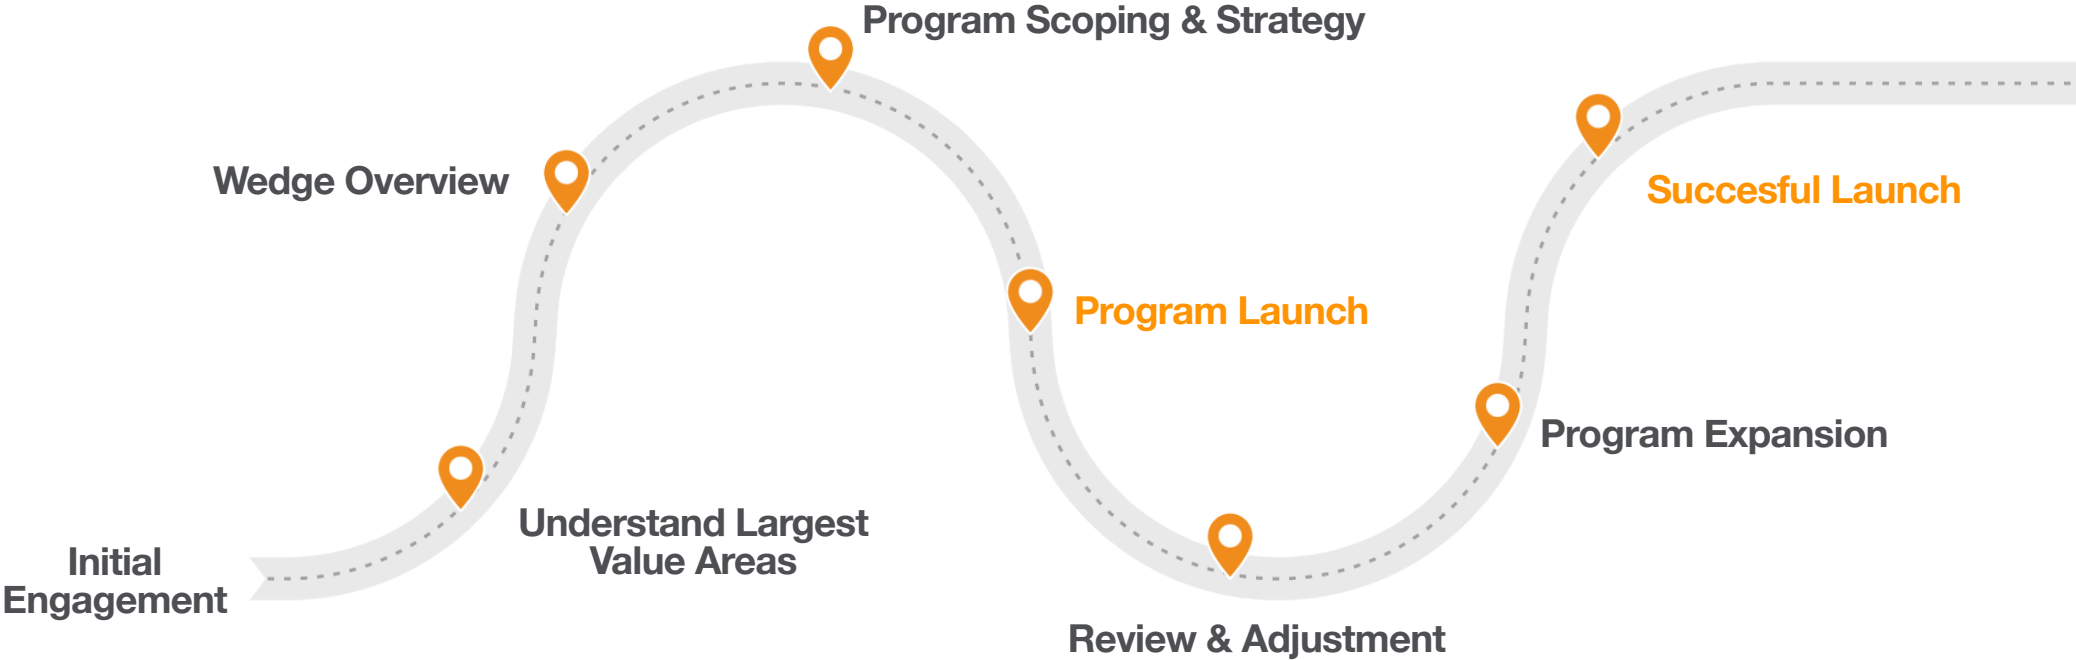 Program Scoping & Strategy
Wedge Overview
Succesful Launch
Program Launch
Program Expansion
Understand Largest
Value Areas
Initial
Engagement
Review & Adjustment